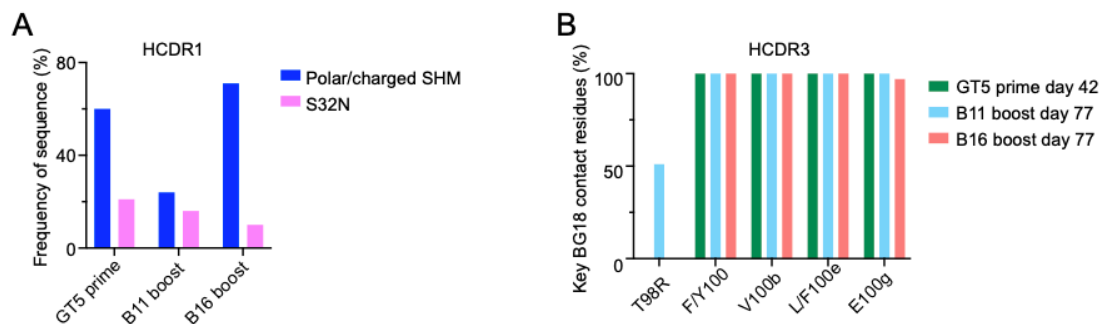 A
HCDR1
Frequency of sequence (%)
80
40
0
GT5 prime
B11 boost
B16 boost
Polar/charged SHM
S32N
B
HCDR3
Key BG18 contact residues (%)
100
50
0
T98R
F/Y100
V100b
L/F100e
E100g
GT5 prime day 42
B11 boost day 77
B16 boost day 77